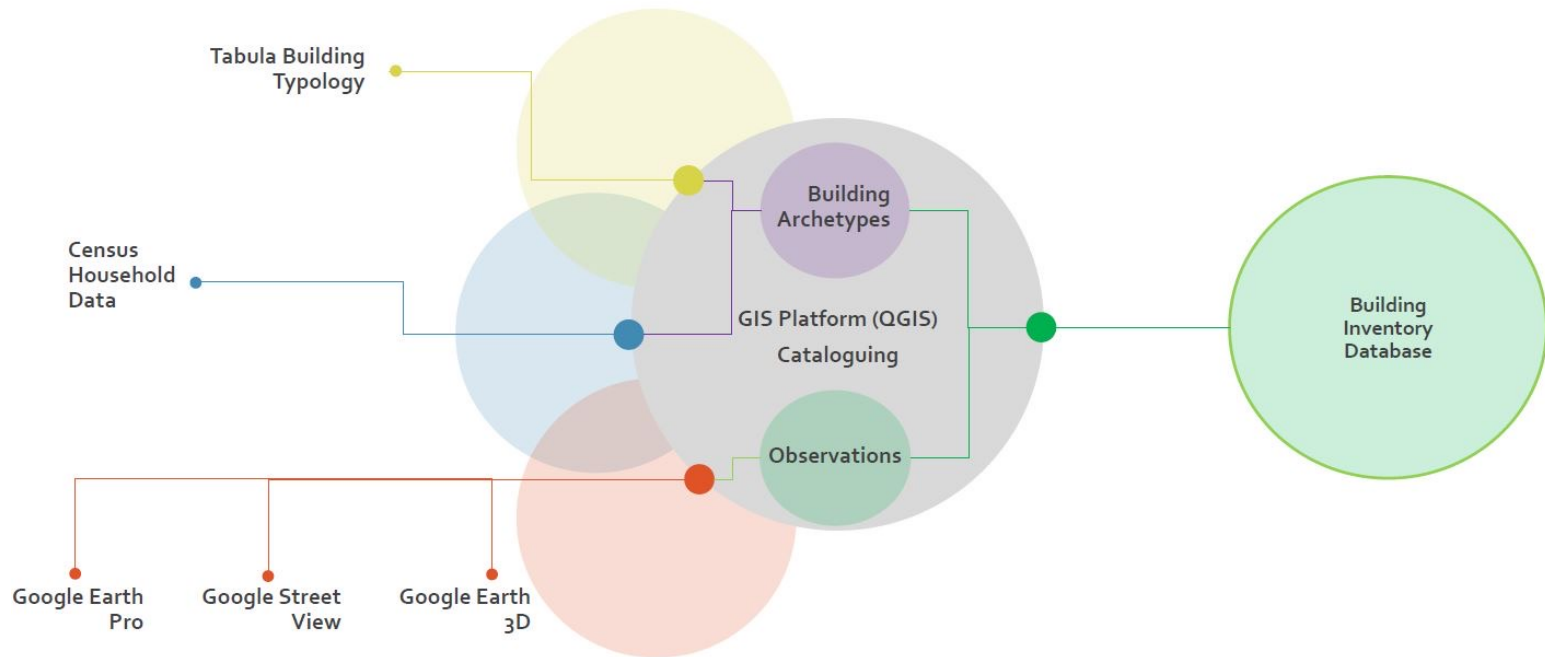 Tabula Building
Typology
Census
Household
Data
Building
Archetypes
GIS Platform (QGIS)
Cataloguing
Observations
Building
Inventory
Database
Google Earth
Pro
Google Street
View
Google Earth
3D